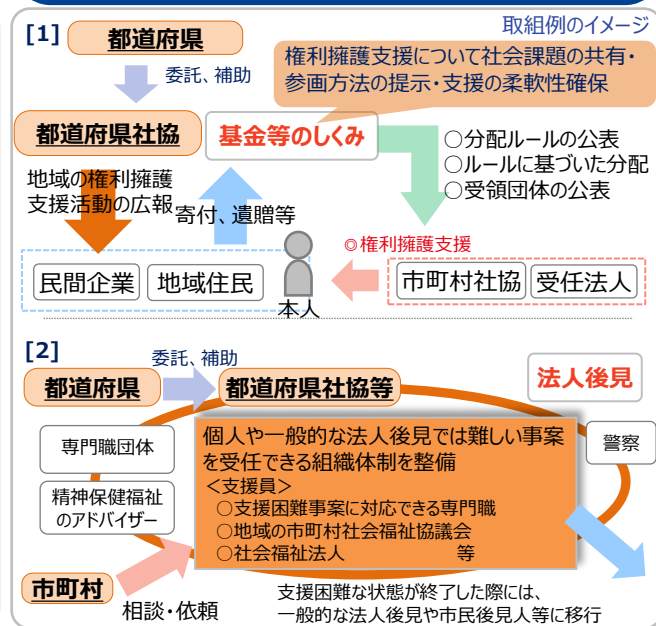 取組例のイメージ
[1]
都道府県
委託、補助
権利擁護支援について社会課題の共有・
参画方法の提示・支援の柔軟性確保
都道府県社協
基金等のしくみ
○分配ルールの公表
○ルールに基づいた分配
○受領団体の公表
地域の権利擁護
支援活動の広報
寄付、遺贈等
◎権利擁護支援
民間企業
地域住民
本人
市町村社協
受任法人
[2]
委託、補助
都道府県
都道府県社協等
法人後見
専門職団体
精神保健福祉
のアドバイザー
個人や一般的な法人後見では難しい事案
を受任できる組織体制を整備
＜支援員＞
○支援困難事案に対応できる専門職
○地域の市町村社会福祉協議会
○社会福祉法人 等
警察
市町村
相談・依頼
支援困難な状態が終了した際には、
一般的な法人後見や市民後見人等に移行